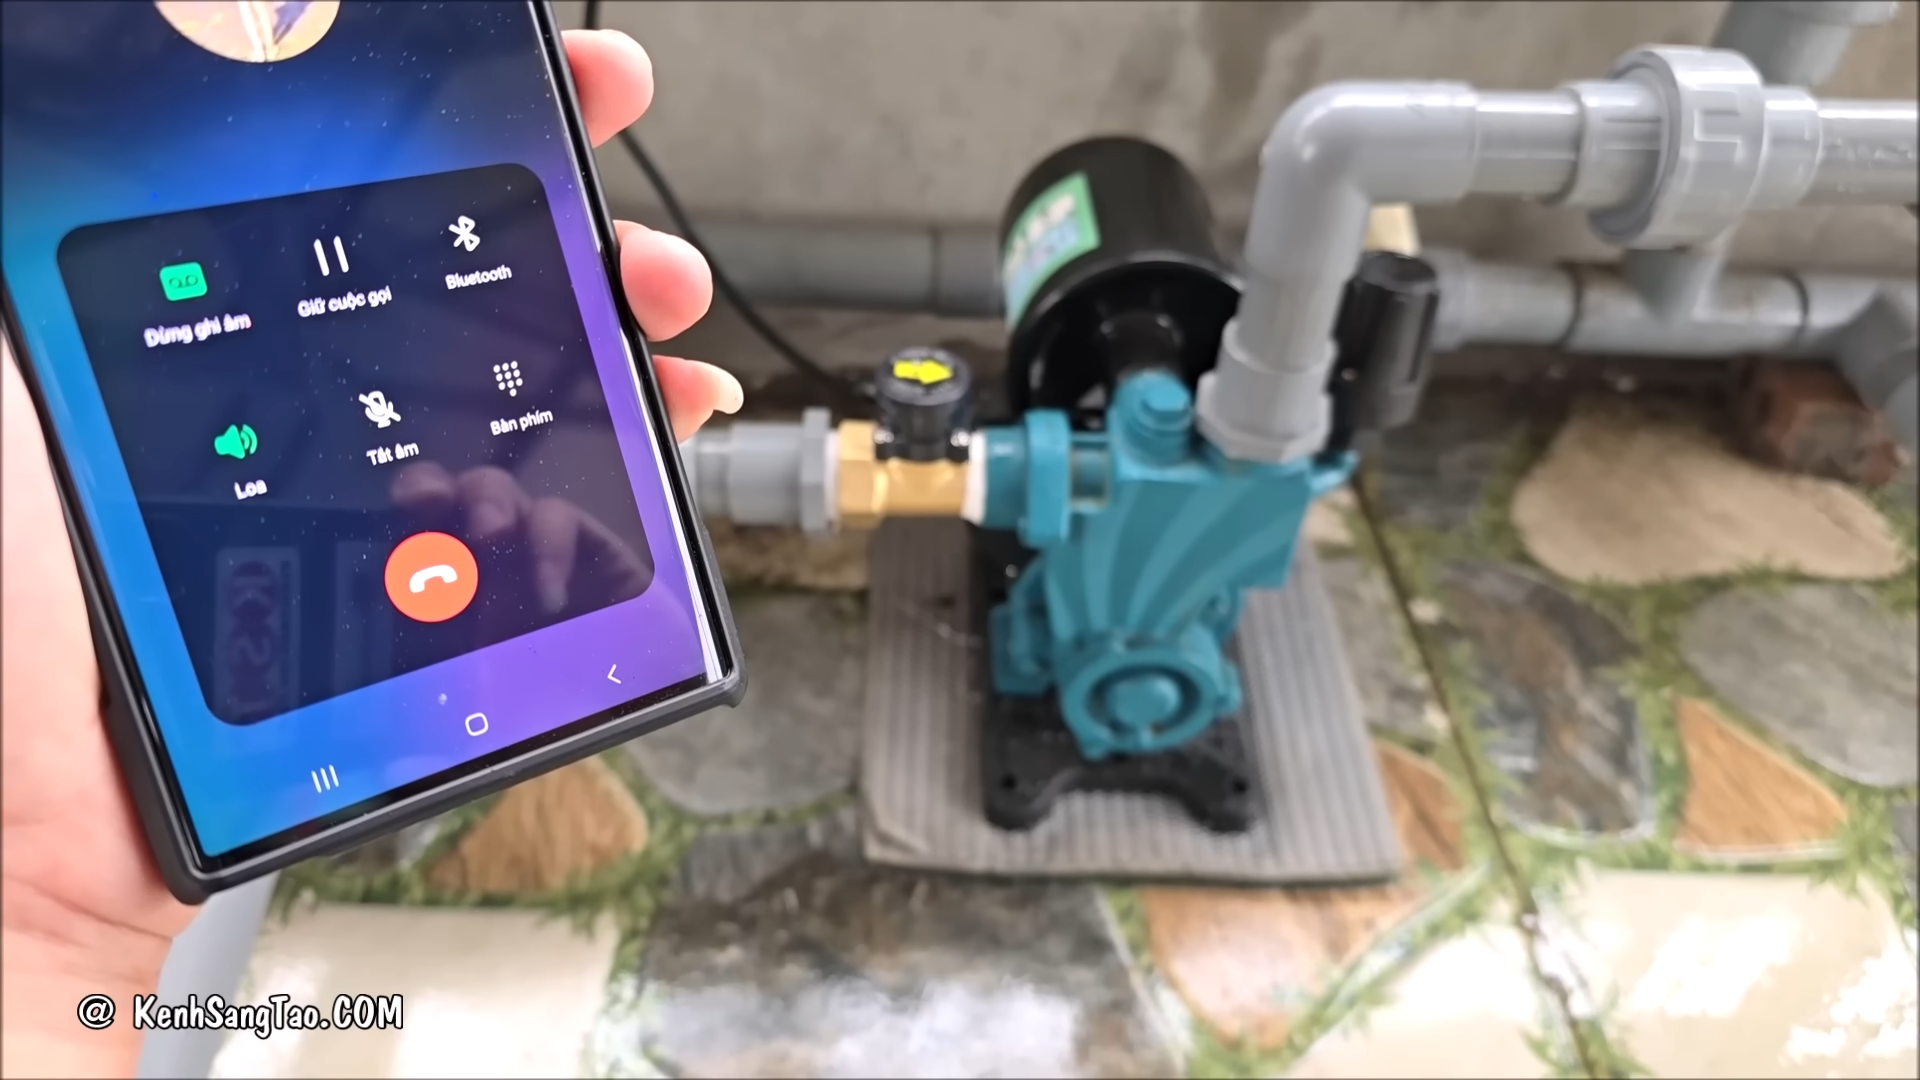 Dừng ghi âm
Giữ cuộc gọi
Bluetooth
Loa
Tắt âm
Bàn phím
@ KenhSangTao.COM